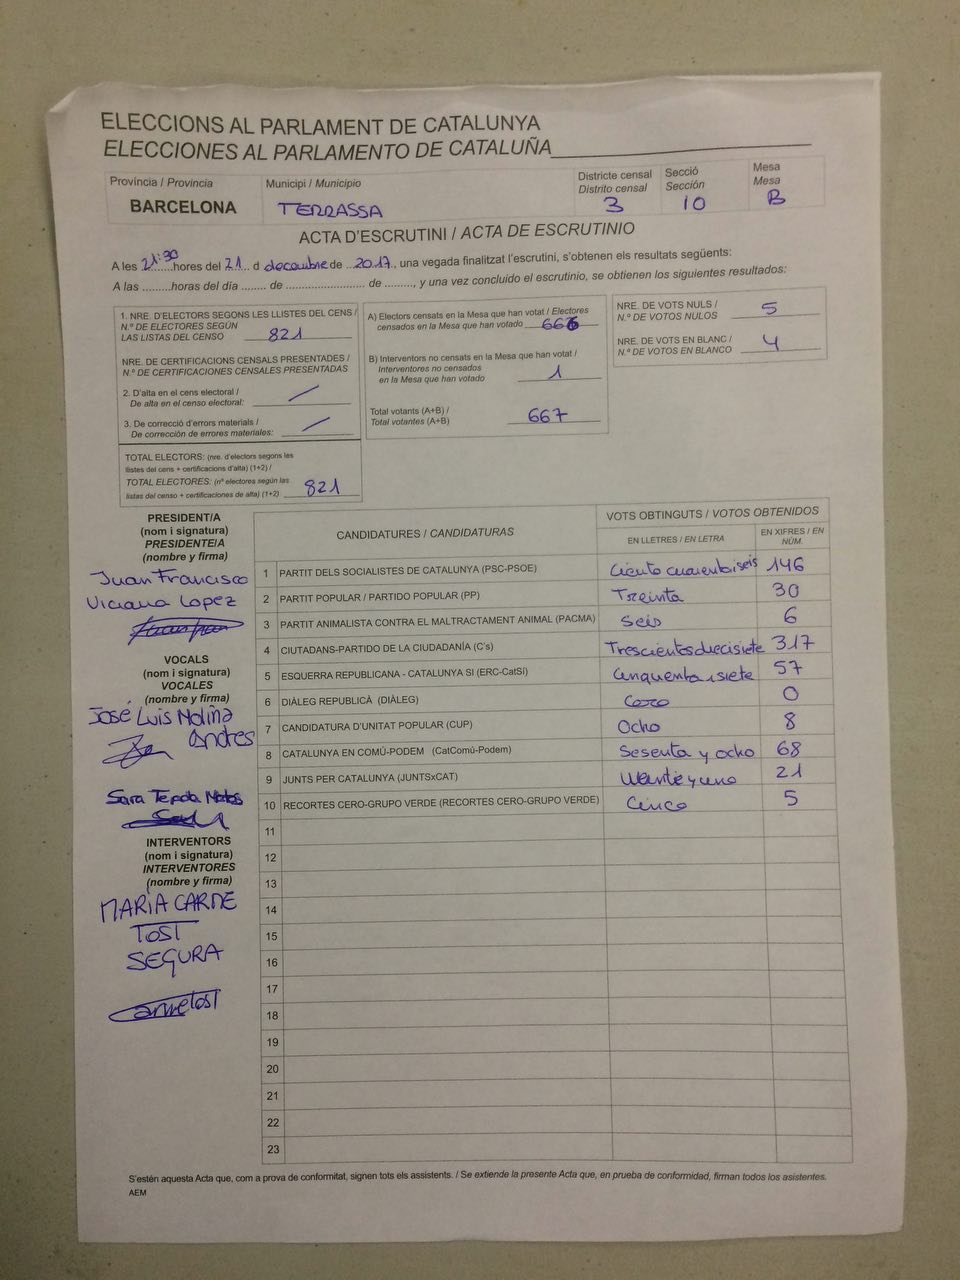 ELECCIONS AL PARLAMENT DE CATALUNYA
ELECCIONES AL PARLAMENTO DE CATALUÑA
Província / Provincia
BARCELONA
Municipi / Municipio
TERRASSA
Districte censal
Distrito censal
3
Secció
Sección
10
Mesa
Mesa
B
ACTA D'ESCRUTINI / ACTA DE ESCRUTINIO
A les 21:30 hores del 21 d decembre de 2017, una vegada finalitzat l'escrutini, s'obtenen els resultats següents:
A las .........horas del día ........ de ......................... de ........., y una vez concluido el escrutinio, se obtienen los siguientes resultados:
1. NRE. D'ELECTORS SEGONS LES LLISTES DEL CENS /
N.º DE ELECTORES SEGÚN
LAS LISTAS DEL CENSO 821
NRE. DE CERTIFICACIONS CENSALS PRESENTADES /
N.º DE CERTIFICACIONES CENSALES PRESENTADAS
2. D'alta en el cens electoral /
De alta en el censo electoral: /
3. De correcció d'errors materials /
De corrección de errores materiales: /
TOTAL ELECTORS: (nre. d'electors segons les
llistes del cens + certificacions d'alta) (1+2) /
TOTAL ELECTORES: (nº electores según las
listas del censo + certificaciones de alta) (1+2) 821
A) Electors censats en la Mesa que han votat / Electores
censados en la Mesa que han votado 666
B) Interventors no censats en la Mesa que han votat /
Interventores no censados
en la Mesa que han votado 1
Total votants (A+B) /
Total votantes (A+B) 667
NRE. DE VOTS NULS /
N.º DE VOTOS NULOS 5
NRE. DE VOTS EN BLANC /
N.º DE VOTOS EN BLANCO 4
PRESIDENT/A
(nom i signatura)
PRESIDENTE/A
(nombre y firma)
Juan Francisco
Viciana Lopez
VOCALS
(nom i signatura)
VOCALES
(nombre y firma)
José Luis Molina
Andres
Sara
INTERVENTORS
(nom i signatura)
INTERVENTORES
(nombre y firma)
MARIA CARME
TOST
SEGURA
Carme Tost
CANDIDATURES / CANDIDATURAS
VOTS OBTINGUTS / VOTOS OBTENIDOS
EN LLETRES / EN LETRA
EN XIFRES / EN NÚM.
1 PARTIT DELS SOCIALISTES DE CATALUNYA (PSC-PSOE) Ciento cuarentaiseis 146
2 PARTIT POPULAR / PARTIDO POPULAR (PP) Treinta 30
3 PARTIT ANIMALISTA CONTRA EL MALTRACTAMENT ANIMAL (PACMA) Seis 6
4 CIUTADANS-PARTIDO DE LA CIUDADANÍA (C's) Trescientosdiecisiete 317
5 ESQUERRA REPUBLICANA - CATALUNYA SI (ERC-CatSí) Cinquentaisiete 57
6 DIÀLEG REPUBLICÀ (DIÀLEG) Cero 0
7 CANDIDATURA D'UNITAT POPULAR (CUP) Ocho 8
8 CATALUNYA EN COMÚ-PODEM (CatComú-Podem) Sesenta y ocho 68
9 JUNTS PER CATALUNYA (JUNTSxCAT) Veinte y uno 21
10 RECORTES CERO-GRUPO VERDE (RECORTES CERO-GRUPO VERDE) Cinco 5
11
12
13
14
15
16
17
18
19
20
21
22
23
S'estén aquesta Acta que, com a prova de conformitat, signen tots els assistents. / Se extiende la presente Acta que, en prueba de conformidad, firman todos los asistentes.
AEM